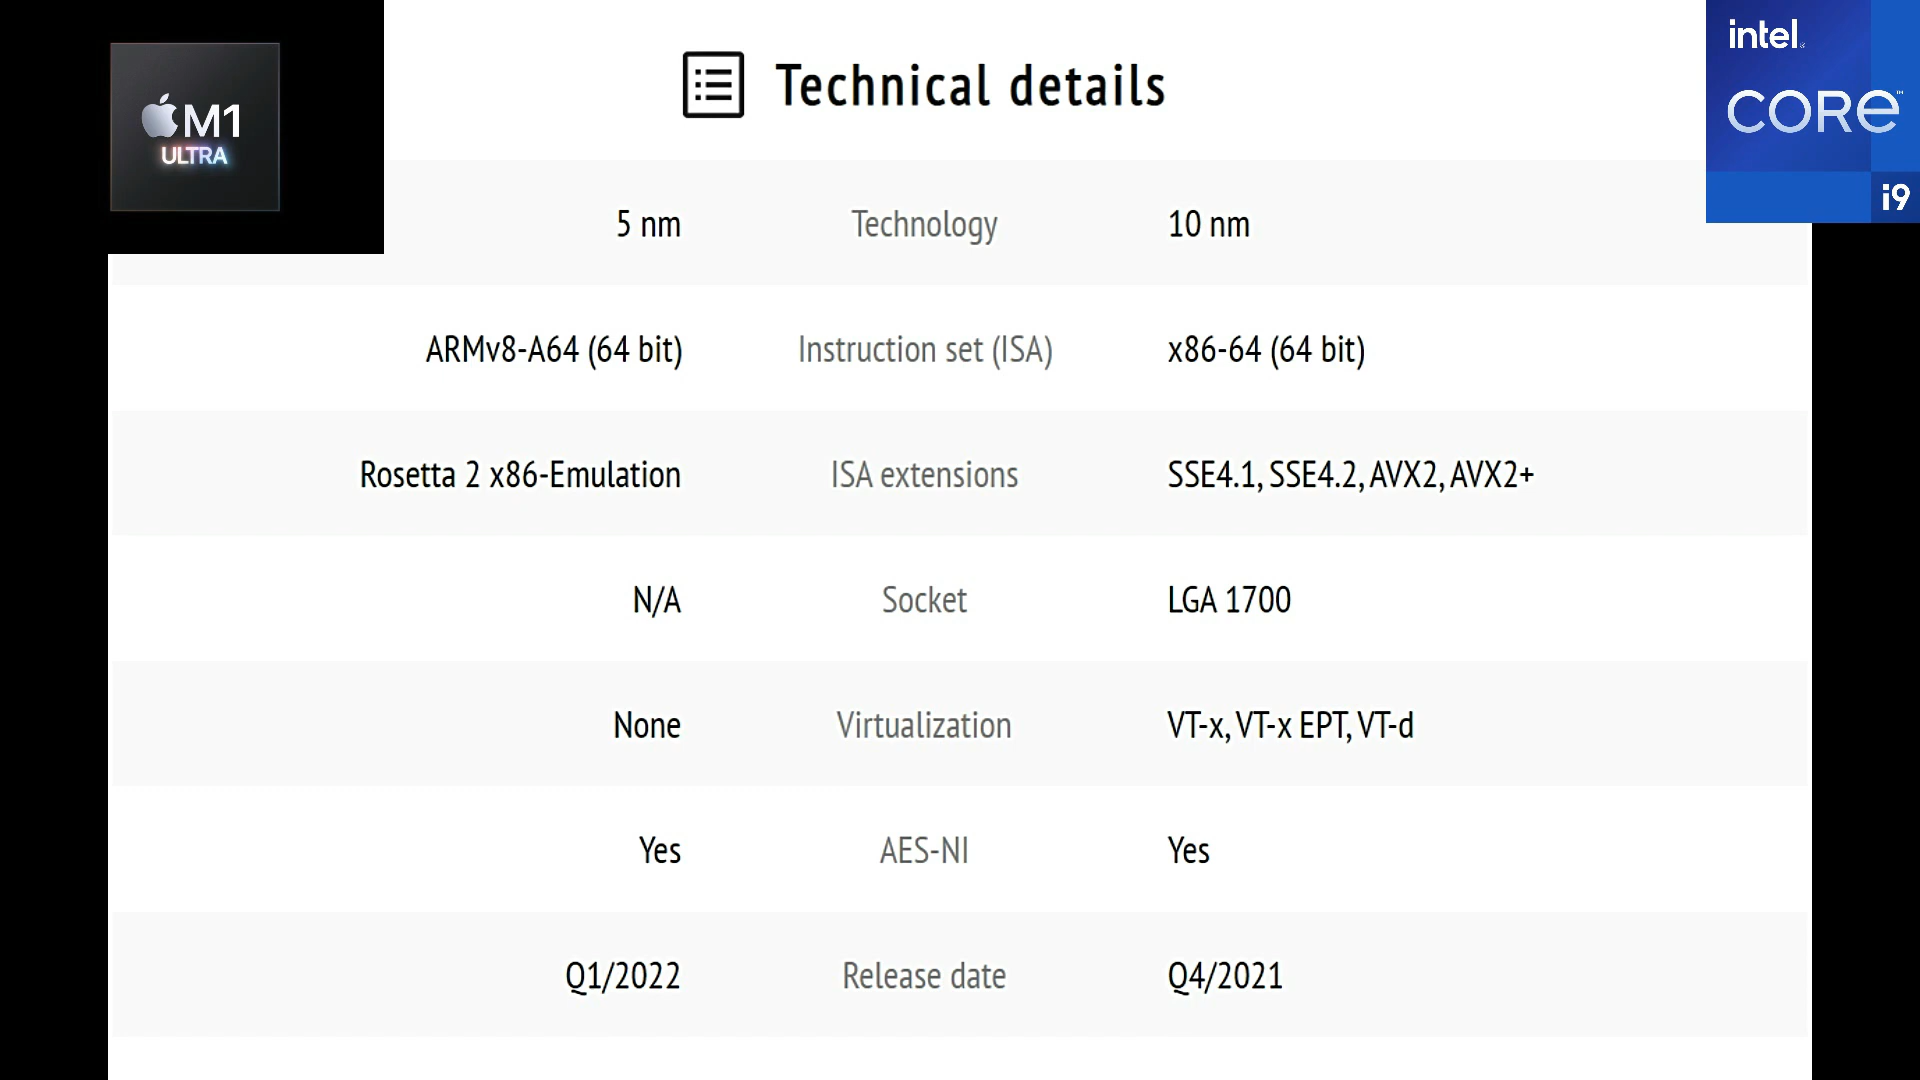 M1
ULTRA
Technical details
intel
CORE™
i9
5 nm Technology 10 nm
ARMv8-A64 (64 bit) Instruction set (ISA) x86-64 (64 bit)
Rosetta 2 x86-Emulation ISA extensions SSE4.1, SSE4.2, AVX2, AVX2+
N/A Socket LGA 1700
None Virtualization VT-x, VT-x EPT, VT-d
Yes AES-NI Yes
Q1/2022 Release date Q4/2021